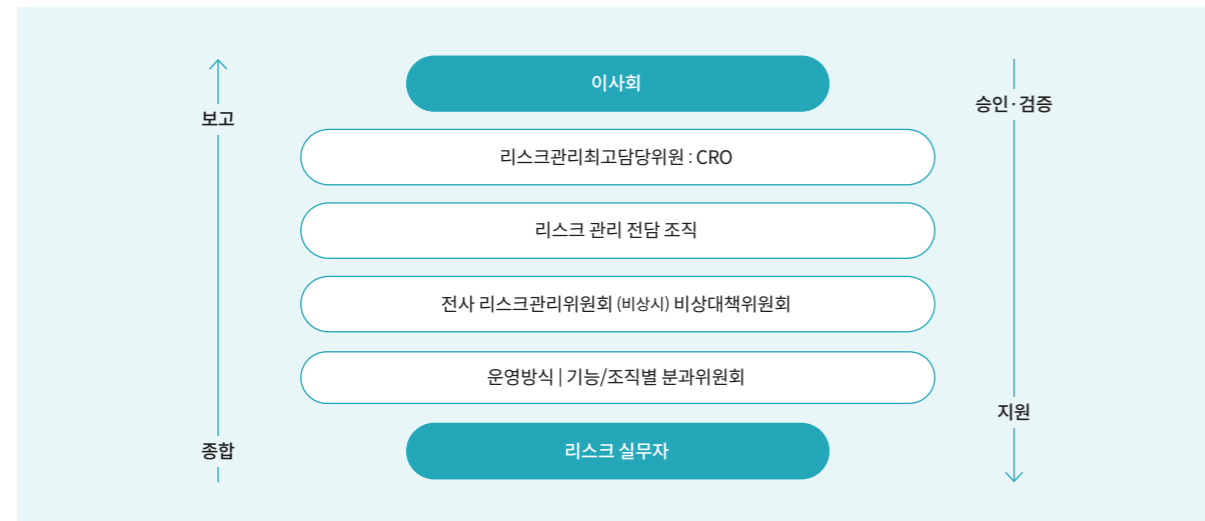 이사회
보고
승인·검증
리스크관리최고담당위원 : CRO
리스크 관리 전담 조직
전사 리스크관리위원회 (비상시) 비상대책위원회
운영방식 | 기능/조직별 분과위원회
지원
종합
리스크 실무자